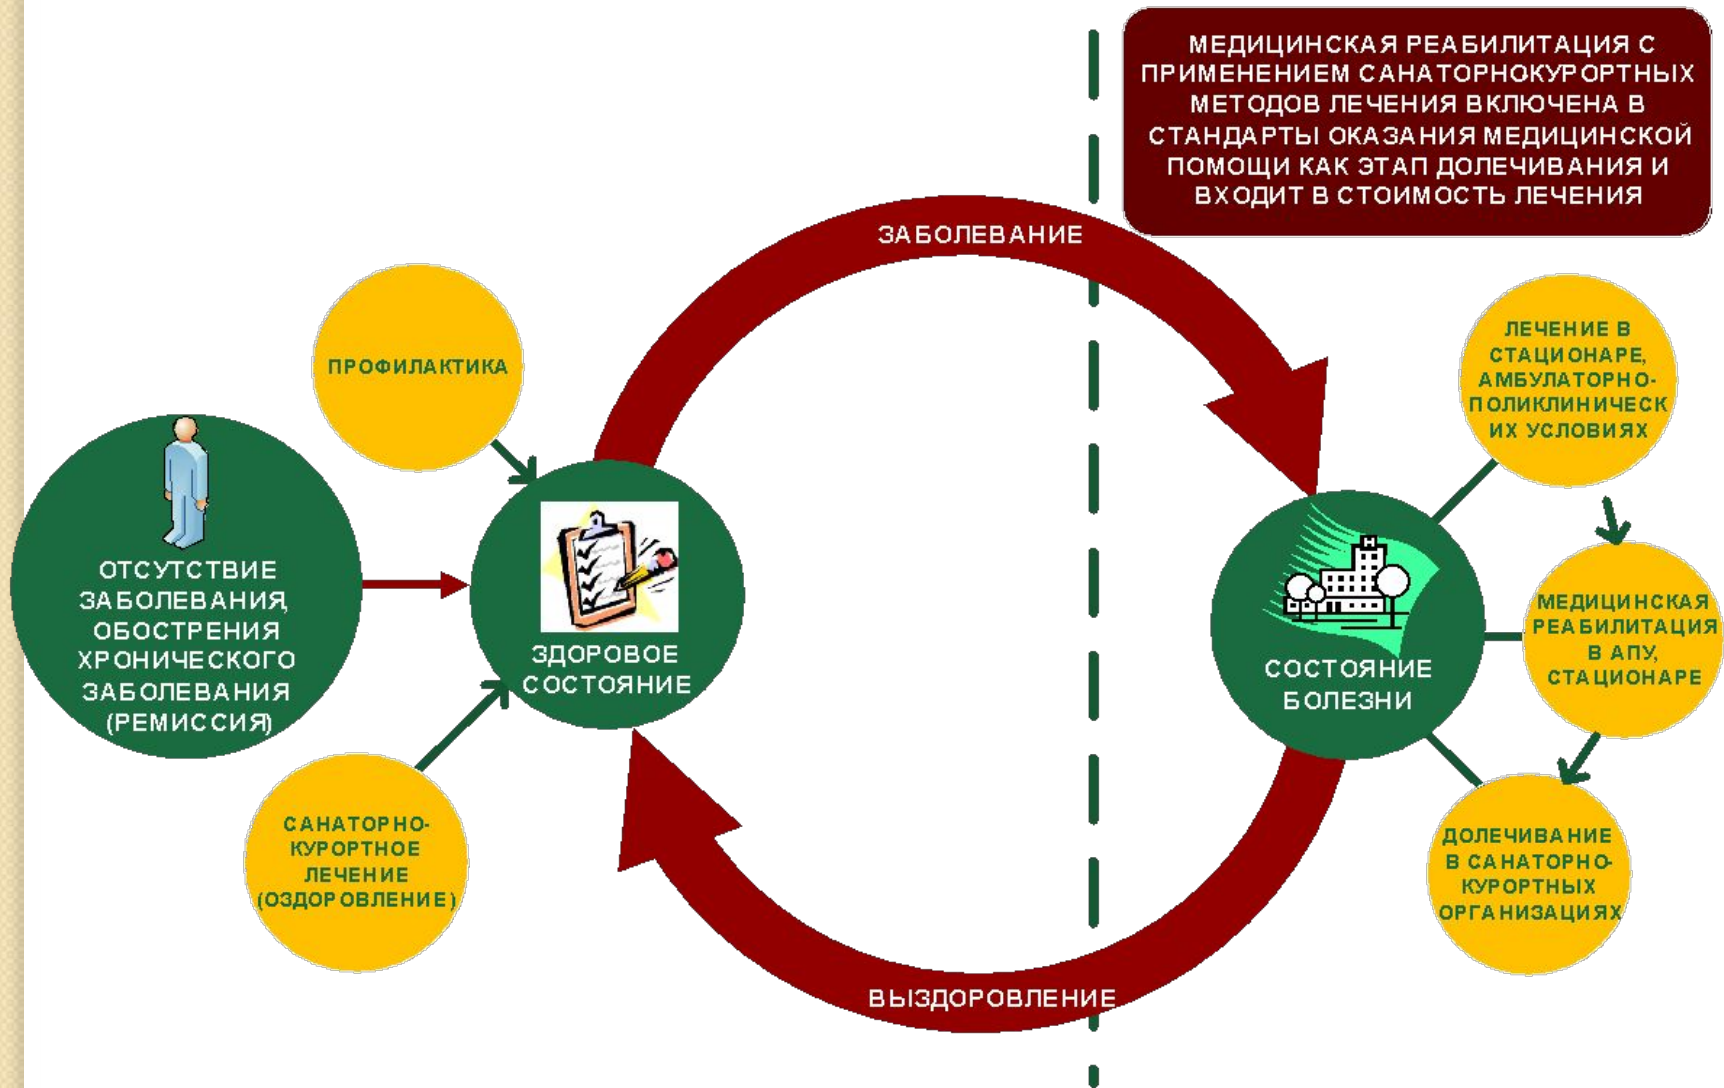 МЕДИЦИНСКАЯ РЕАБИЛИТАЦИЯ С
ПРИМЕНЕНИЕМ САНАТОРНОКУРОРТНЫХ
МЕТОДОВ ЛЕЧЕНИЯ ВКЛЮЧЕНА В
СТАНДАРТЫ ОКАЗАНИЯ МЕДИЦИНСКОЙ
ПОМОЩИ КАК ЭТАП ДОЛЕЧИВАНИЯ И
ВХОДИТ В СТОИМОСТЬ ЛЕЧЕНИЯ
ЗАБОЛЕВАНИЕ
ПРОФИЛАКТИКА
ОТСУТСТВИЕ
ЗАБОЛЕВАНИЯ,
ОБОСТРЕНИЯ
ХРОНИЧЕСКОГО
ЗАБОЛЕВАНИЯ
(РЕМИССИЯ)
ЗДОРОВОЕ
СОСТОЯНИЕ
САНАТОРНО-
КУРОРТНОЕ
ЛЕЧЕНИЕ
(ОЗДОРОВЛЕНИЕ)
СОСТОЯНИЕ
БОЛЕЗНИ
ЛЕЧЕНИЕ В
СТАЦИОНАРЕ,
АМБУЛАТОРНО-
ПОЛИКЛИНИЧЕСК
ИХ УСЛОВИЯХ
МЕДИЦИНСКАЯ
РЕАБИЛИТАЦИЯ
В АПУ,
СТАЦИОНАРЕ
ДОЛЕЧИВАНИЕ
В САНАТОРНО-
КУРОРТНЫХ
ОРГАНИЗАЦИЯХ
ВЫЗДОРОВЛЕНИЕ